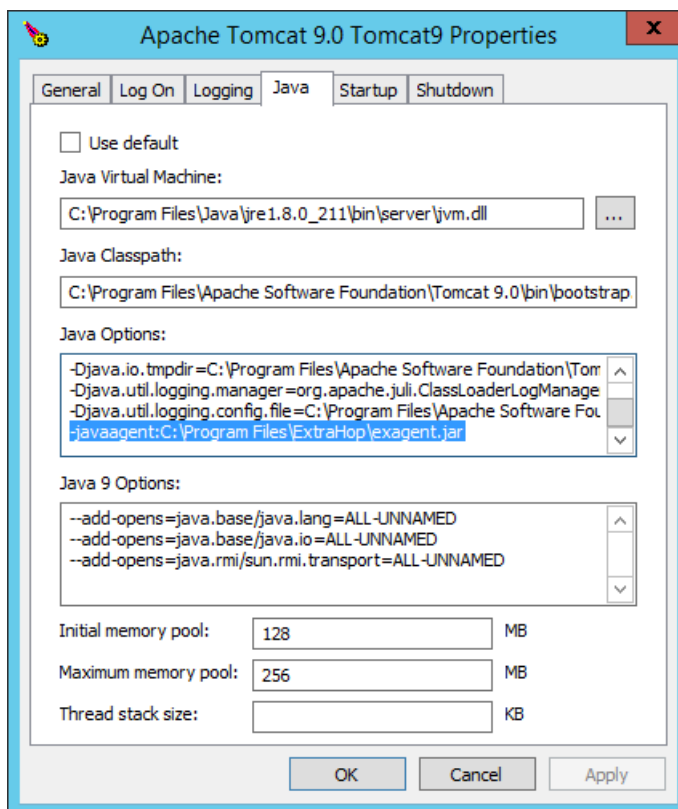 Apache Tomcat 9.0 Tomcat9 Properties
x
General Log On Logging Java Startup Shutdown
Use default
Java Virtual Machine:
C:\Program Files\Java\jre1.8.0_211\bin\server\jvm.dll ...
Java Classpath:
C:\Program Files\Apache Software Foundation\Tomcat 9.0\bin\bootstrap
Java Options:
-Djava.io.tmpdir=C:\Program Files\Apache Software Foundation\Tom
-Djava.util.logging.manager=org.apache.juli.ClassLoaderLogManage
-Djava.util.logging.config.file=C:\Program Files\Apache Software Fou
-javaagent:C:\Program Files\ExtraHop\exagent.jar
Java 9 Options:
--add-opens=java.base/java.lang=ALL-UNNAMED
--add-opens=java.base/java.io=ALL-UNNAMED
--add-opens=java.rmi/sun.rmi.transport=ALL-UNNAMED
Initial memory pool: 128 MB
Maximum memory pool: 256 MB
Thread stack size: KB
OK Cancel Apply